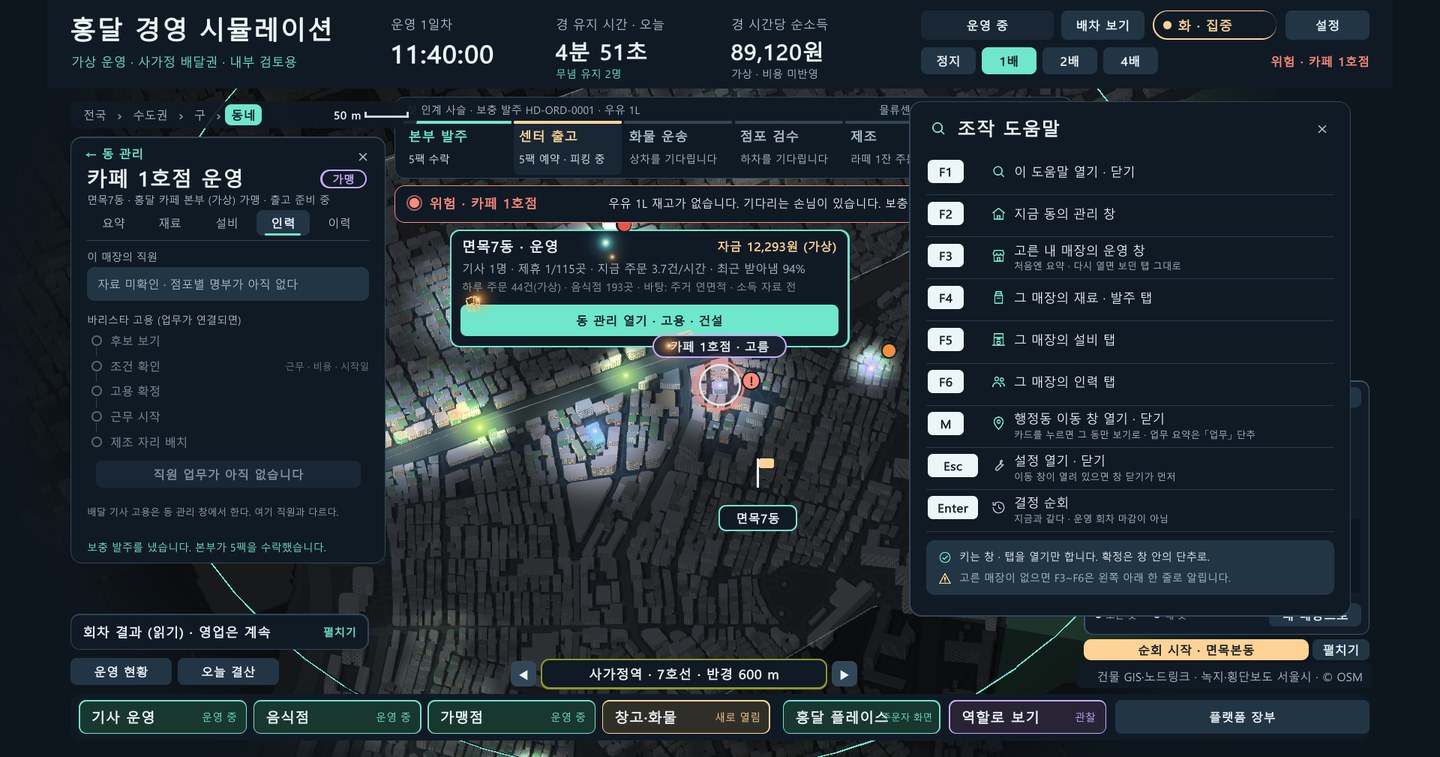 홍달 경영 시뮬레이션
가상 운영 · 사가정 배달권 · 내부 검토용
운영 1일차
11:40:00
경 유지 시간 · 오늘
4분 51초
무냄 유지 2명
경 시간당 순소득
89,120원
가상 · 비용 미반영
운영 중
배차 보기
화 · 집중
설정
정지
1배
2배
4배
위험 · 카페 1호점
전국 › 수도권 › 구 › 동네
50 m
← 동 관리
×
카페 1호점 운영
가맹
면목7동 · 홍달 카페 본부 (가상) 가맹 · 출고 준비 중
요약 재료 설비 인력 이력
이 매장의 직원
자료 미확인 · 점포별 명부가 아직 없다
바리스타 고용 (업무가 연결되면)
후보 보기
조건 확인
근무 · 비용 · 시작일
고용 확정
근무 시작
제조 자리 배치
직원 업무가 아직 없습니다
배달 기사 고용은 동 관리 창에서 한다. 여기 직원과 다르다.
보충 발주를 냈습니다. 본부가 5팩을 수락했습니다.
인계 사슬 · 보충 발주 HD-ORD-0001 · 우유 1L
물류센
본부 발주
5팩 수락
센터 출고
5팩 예약 · 피킹 중
화물 운송
상차를 기다립니다
점포 검수
하차를 기다립니다
제조
라떼 1잔 주문
위험 · 카페 1호점
우유 1L 재고가 없습니다. 기다리는 손님이 있습니다. 보충
면목7동 · 운영
자금 12,293원 (가상)
기사 1명 · 제휴 1/115곳 · 지금 주문 3.7건/시간 · 최근 받아냄 94%
하루 주문 44건(가상) · 음식점 193곳 · 바탕: 주거 연면적 · 소득 자료 전
동 관리 열기 · 고용 · 건설
카페 1호점 · 고름
!
면목7동
조작 도움말
×
F1 이 도움말 열기 · 닫기
F2 지금 동의 관리 창
F3 고른 내 매장의 운영 창
처음엔 요약 · 다시 열면 보던 탭 그대로
F4 그 매장의 재료 · 발주 탭
F5 그 매장의 설비 탭
F6 그 매장의 인력 탭
M 행정동 이동 창 열기 · 닫기
카드를 누르면 그 동만 보기로 · 업무 요약은 「업무」 단추
Esc 설정 열기 · 닫기
이동 창이 열려 있으면 창 닫기가 먼저
Enter 결정 순회
지금과 같다 · 운영 회차 마감이 아님
키는 창 · 탭을 열기만 합니다. 확정은 창 안의 단추로.
고른 매장이 없으면 F3–F6은 왼쪽 아래 한 줄로 알립니다.
회차 결과 (읽기) · 영업은 계속
펼치기
운영 현황
오늘 결산
◀ 사가정역 · 7호선 · 반경 600 m ▶
순회 시작 · 면목본동
펼치기
건물 GIS·노드링크 · 녹지·횡단보도 서울시 · © OSM
기사 운영 운영 중
음식점 운영 중
가맹점 운영 중
창고·화물 새로 열림
홍달 플레이스 주문자 화면
역할로 보기 관찰
플랫폼 장부